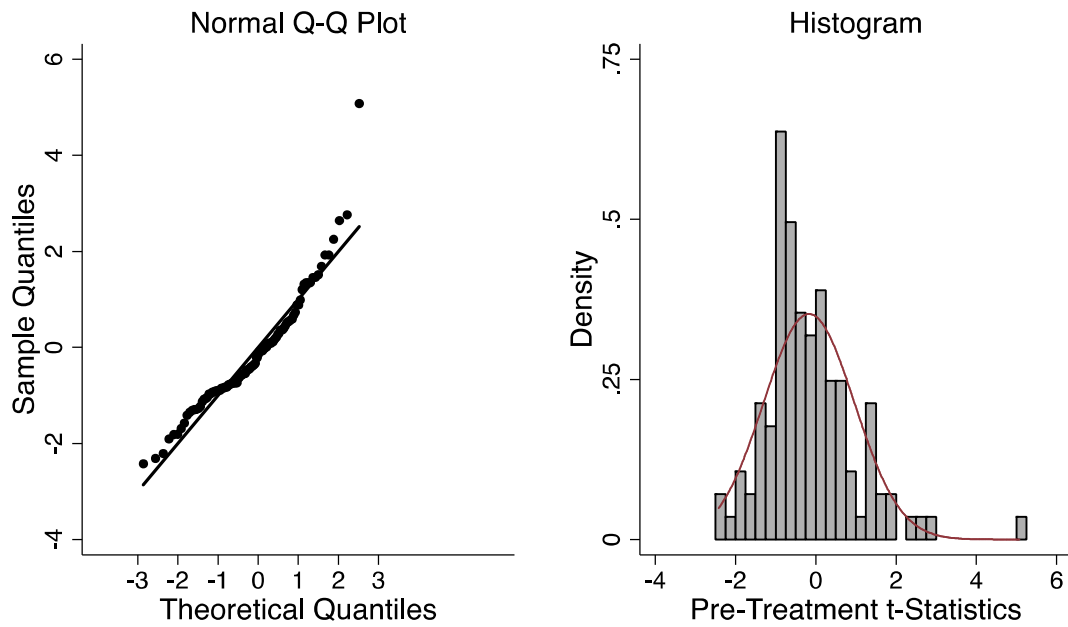 Normal Q-Q Plot
6
4
2
0
-2
-4
Sample Quantiles
-3 -2 -1 0 1 2 3
Theoretical Quantiles
Histogram
.75
.5
.25
0
Density
-4 -2 0 2 4 6
Pre-Treatment t-Statistics